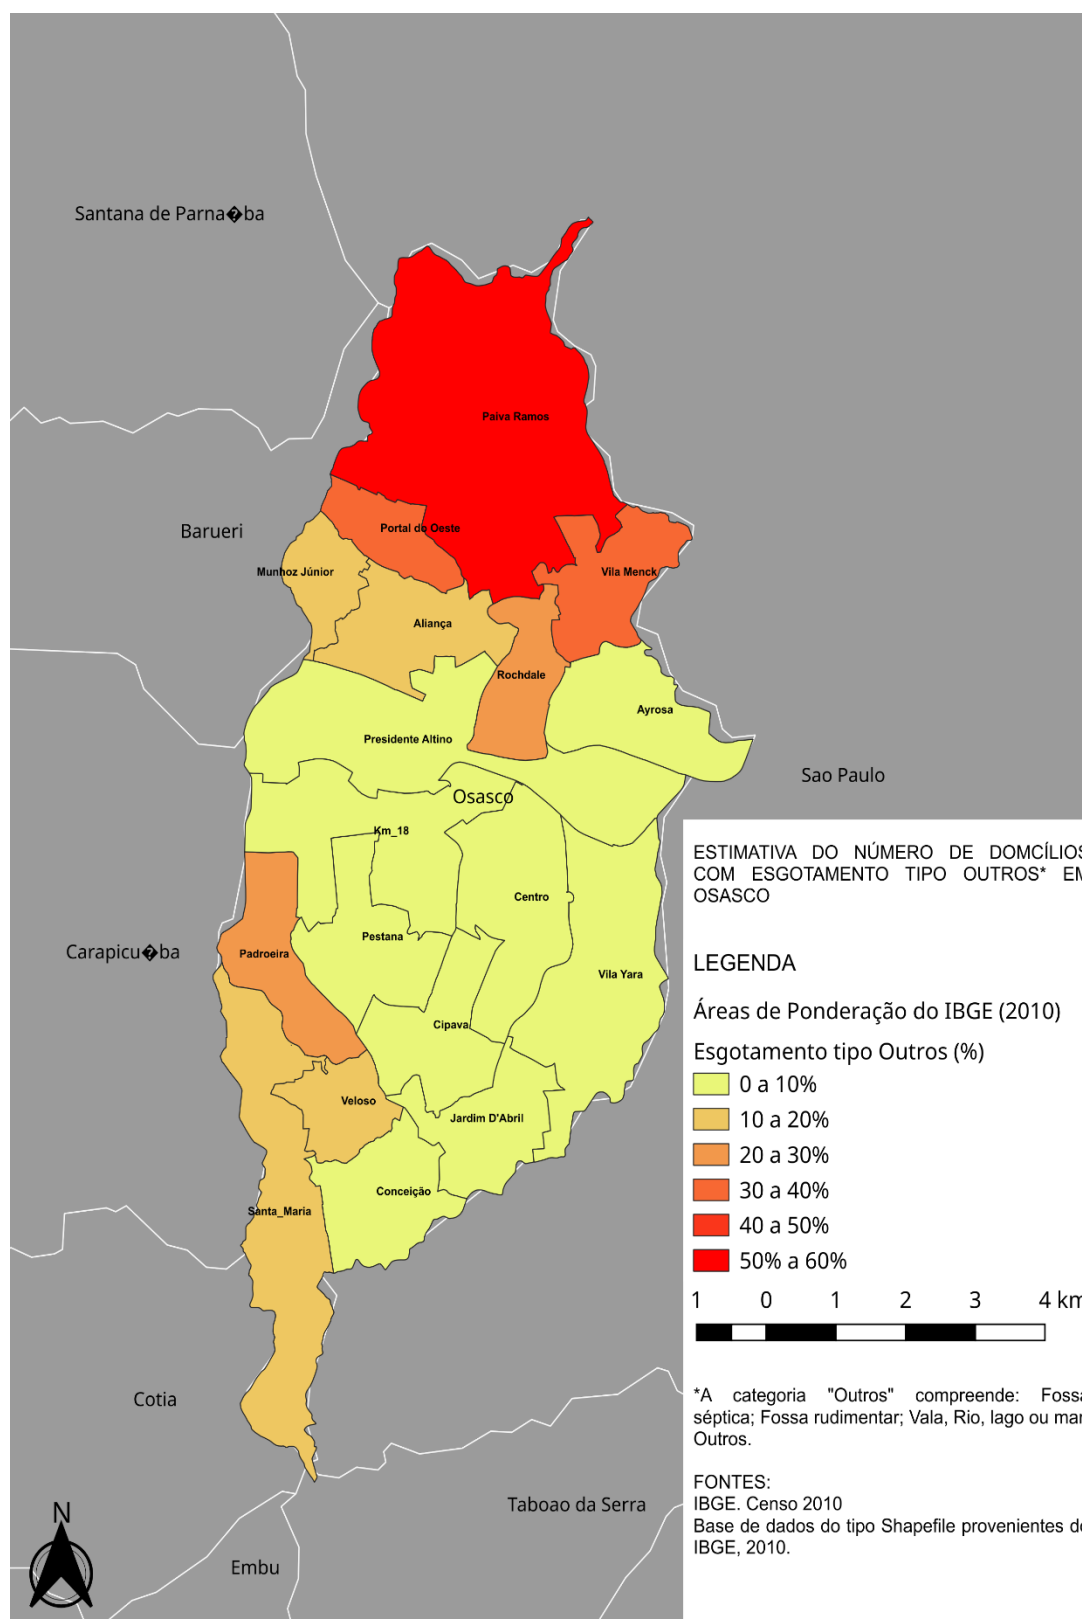 Santana de Parna�ba
Paiva Ramos
Portal do Oeste
Barueri
Munhoz Júnior
Vila Menck
Aliança
Rochdale
Ayrosa
Presidente Altino
Sao Paulo
Osasco
Km_18
Centro
Pestana
Carapicu�ba
Padroeira
Vila Yara
Cipava
Veloso
Jardim D'Abril
Conceição
Santa_Maria
Cotia
Taboao da Serra
Embu
N
ESTIMATIVA DO NÚMERO DE DOMCÍLIOS
COM ESGOTAMENTO TIPO OUTROS* EM
OSASCO
LEGENDA
Áreas de Ponderação do IBGE (2010)
Esgotamento tipo Outros (%)
0 a 10%
10 a 20%
20 a 30%
30 a 40%
40 a 50%
50% a 60%
1 0 1 2 3 4 km
*A categoria "Outros" compreende: Fossa
séptica; Fossa rudimentar; Vala, Rio, lago ou mar
Outros.
FONTES:
IBGE. Censo 2010
Base de dados do tipo Shapefile provenientes de
IBGE, 2010.